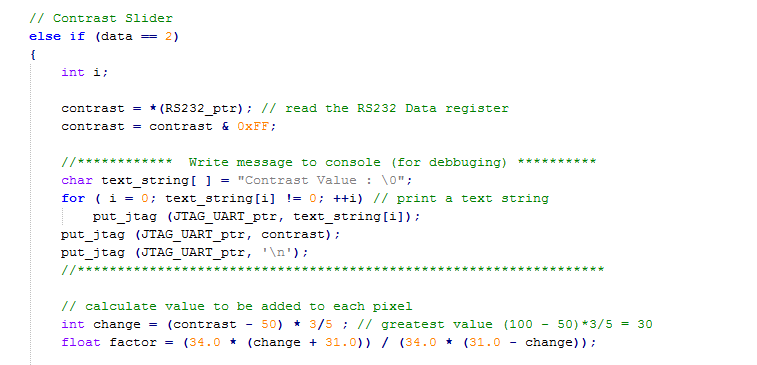 // Contrast Slider
else if (data == 2)
{
int i;
contrast = *(RS232_ptr); // read the RS232 Data register
contrast = contrast & 0xFF;
//************ Write message to console (for debbuging) **********
char text_string[ ] = "Contrast Value : \0";
for ( i = 0; text_string[i] != 0; ++i) // print a text string
put_jtag (JTAG_UART_ptr, text_string[i]);
put_jtag (JTAG_UART_ptr, contrast);
put_jtag (JTAG_UART_ptr, '\n');
//******************************************************************
// calculate value to be added to each pixel
int change = (contrast - 50) * 3/5 ; // greatest value (100 - 50)*3/5 = 30
float factor = (34.0 * (change + 31.0)) / (34.0 * (31.0 - change));